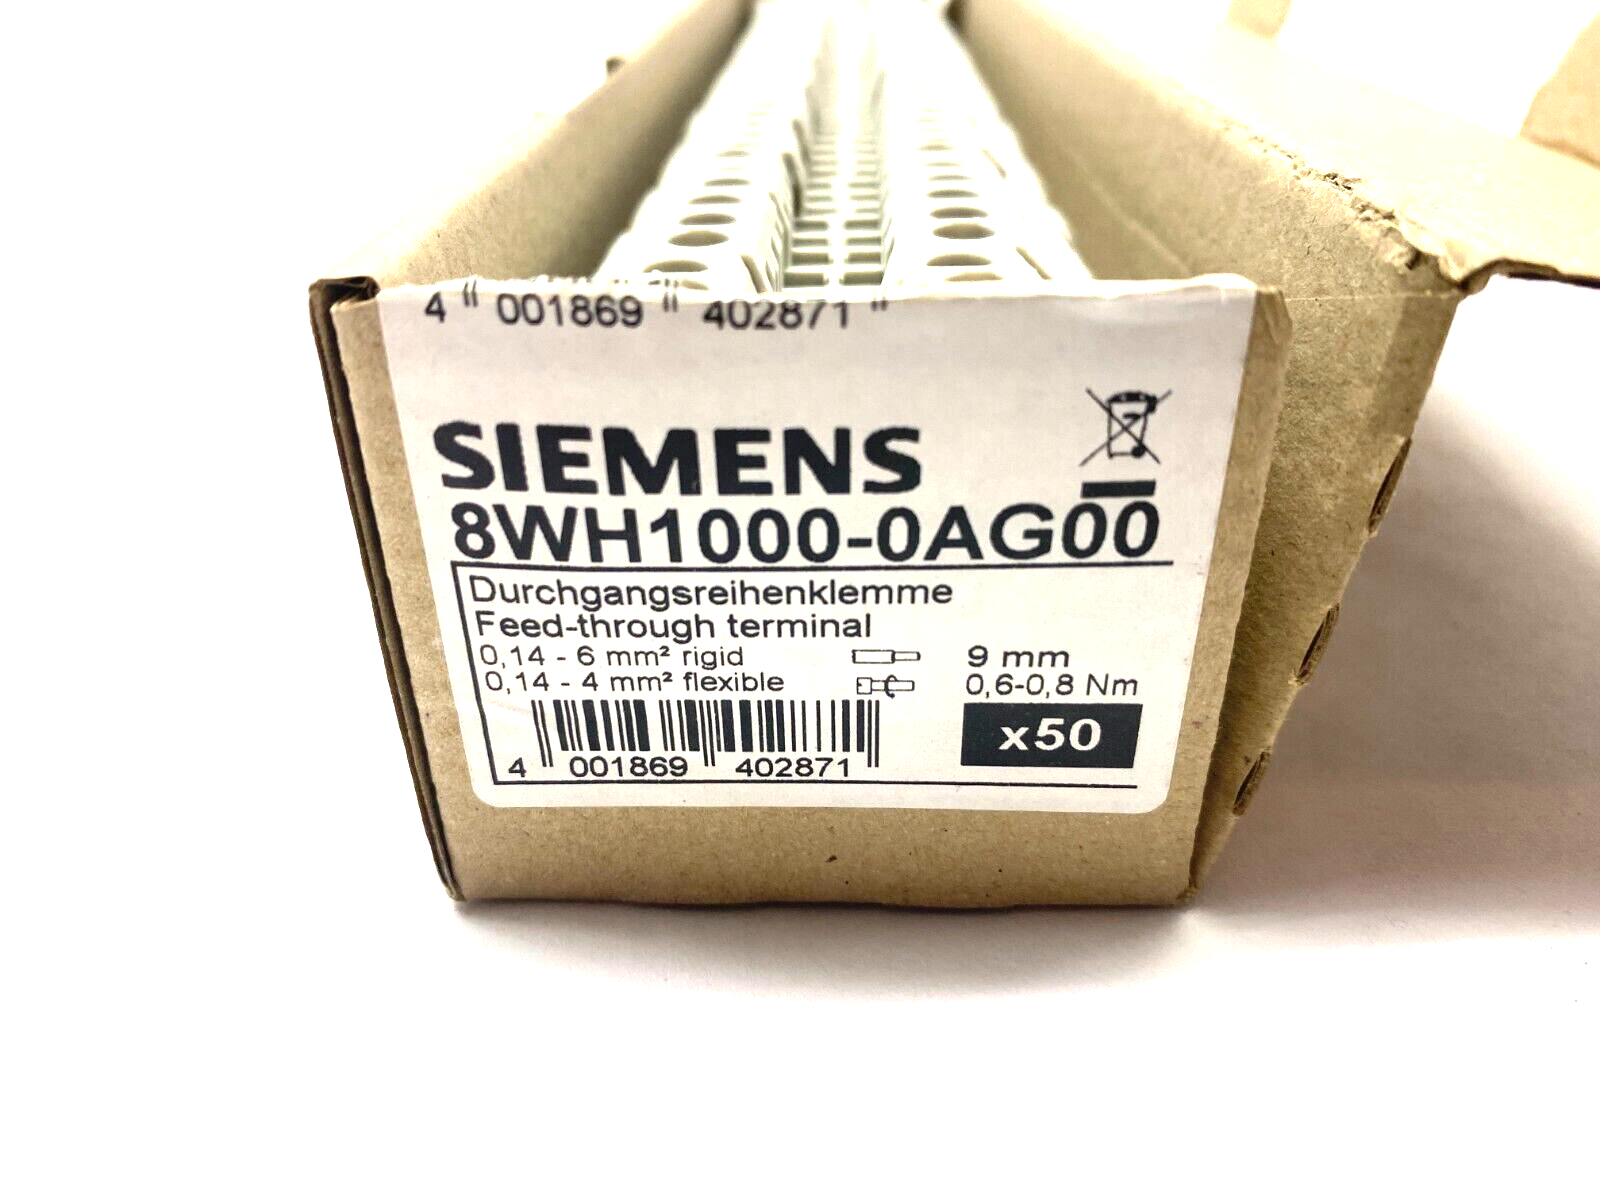 4 001869 402871
SIEMENS
8WH1000-0AG00
Durchgangsreihenklemme
Feed-through terminal
0,14 - 6 mm² rigid 9 mm
0,14 - 4 mm² flexible 0,6-0,8 Nm
x50
4 001869 402871